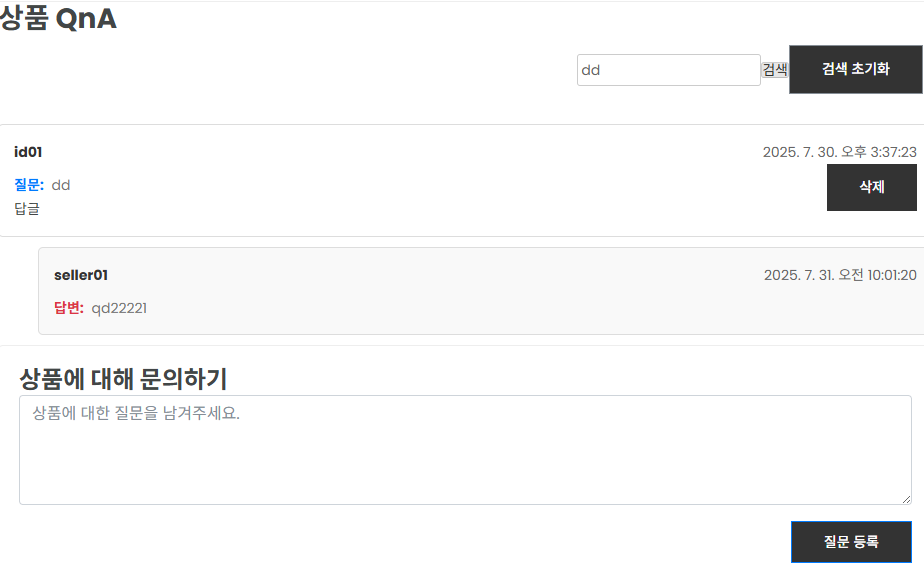 상품 QnA
dd 검색 검색 초기화
id01 2025. 7. 30. 오후 3:37:23
질문: dd 삭제
답글
seller01 2025. 7. 31. 오전 10:01:20
답변: qd22221
상품에 대해 문의하기
상품에 대한 질문을 남겨주세요.
질문 등록